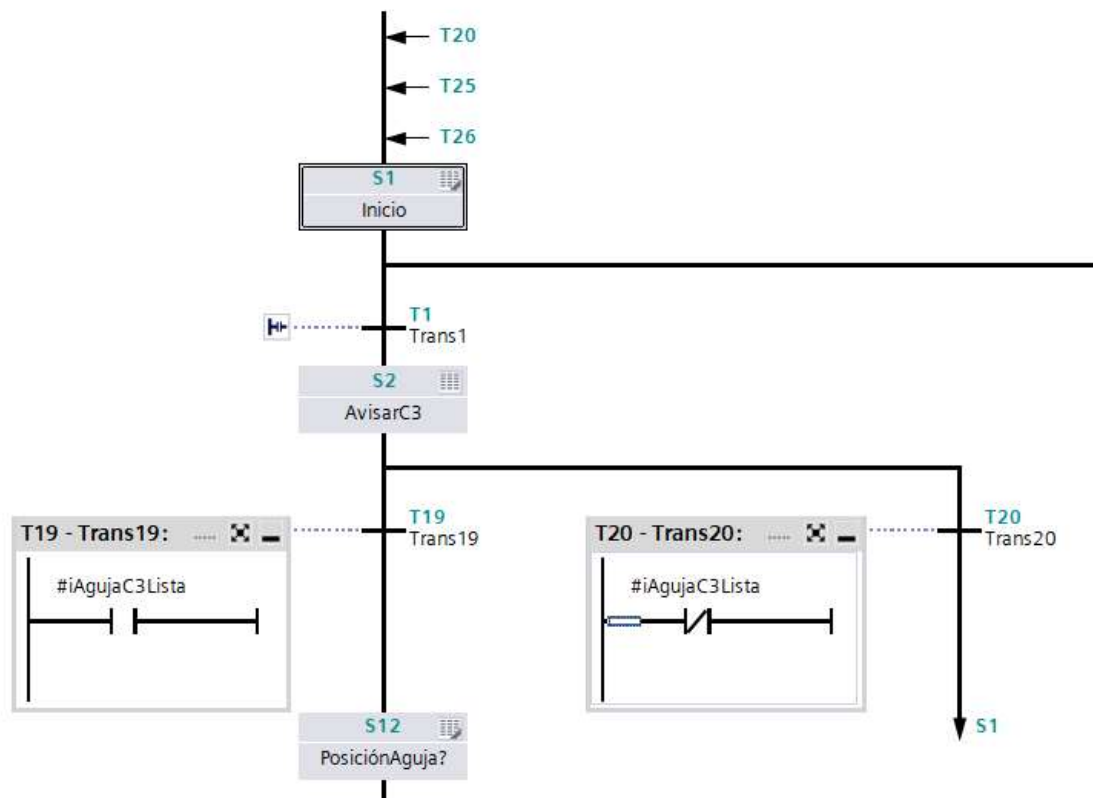 T20
T25
T26
S1
Inicio
T1
Trans1
S2
AvisarC3
T19 - Trans19: .....
#iAgujaC3Lista
T19
Trans19
T20 - Trans20: .....
#iAgujaC3Lista
T20
Trans20
S12
PosiciónAguja?
S1